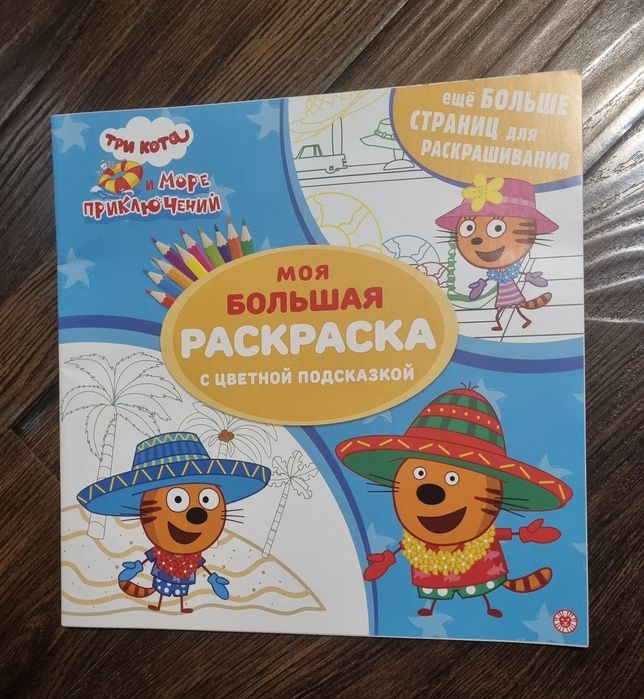 ТРИ КОТА
и МОРЕ
ПРИКЛЮЧЕНИЙ
ещё БОЛЬШЕ
СТРАНИЦ для
РАСКРАШИВАНИЯ
МОЯ
БОЛЬШАЯ
РАСКРАСКА
С ЦВЕТНОЙ ПОДСКАЗКОЙ